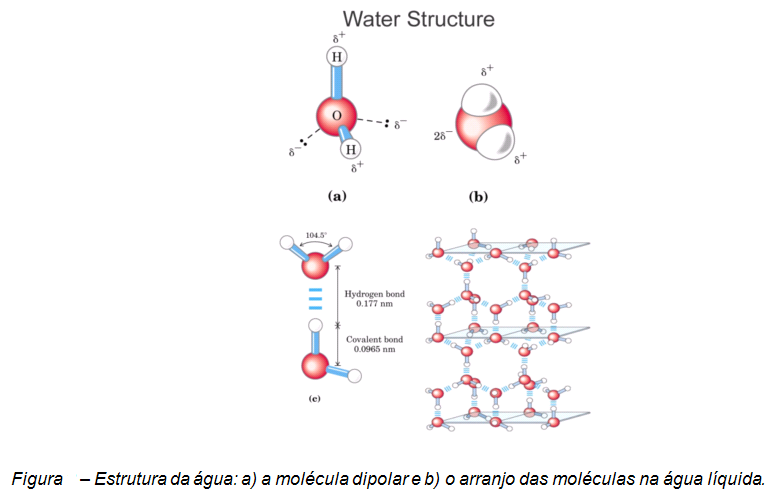 Water Structure
δ+
H
O
δ−
δ−
H
δ+
(a)
δ+
2δ−
δ+
(b)
104.5°
Hydrogen bond
0.177 nm
Covalent bond
0.0965 nm
(c)
Figura – Estrutura da água: a) a molécula dipolar e b) o arranjo das moléculas na água líquida.